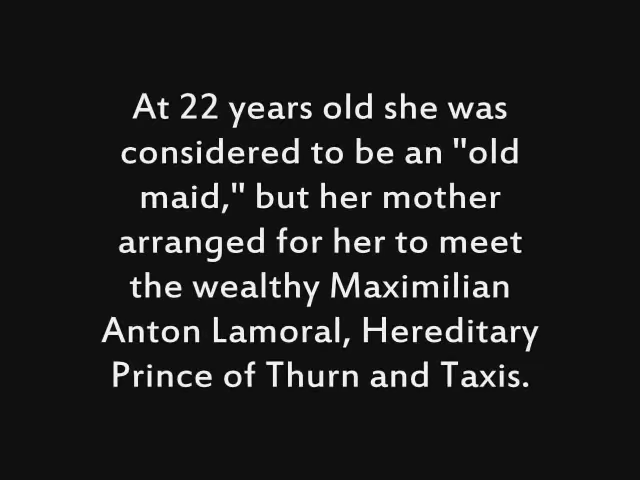 At 22 years old she was
considered to be an "old
maid," but her mother
arranged for her to meet
the wealthy Maximilian
Anton Lamoral, Hereditary
Prince of Thurn and Taxis.